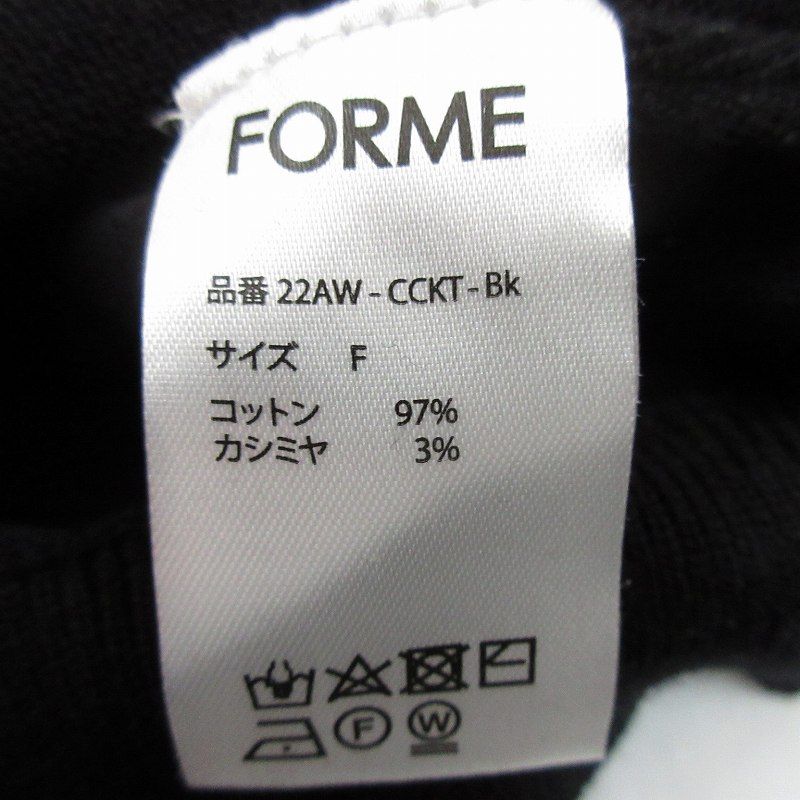 FORME
品番 22AW-CCKT-Bk
サイズ F
コットン 97%
カシミヤ 3%
F W